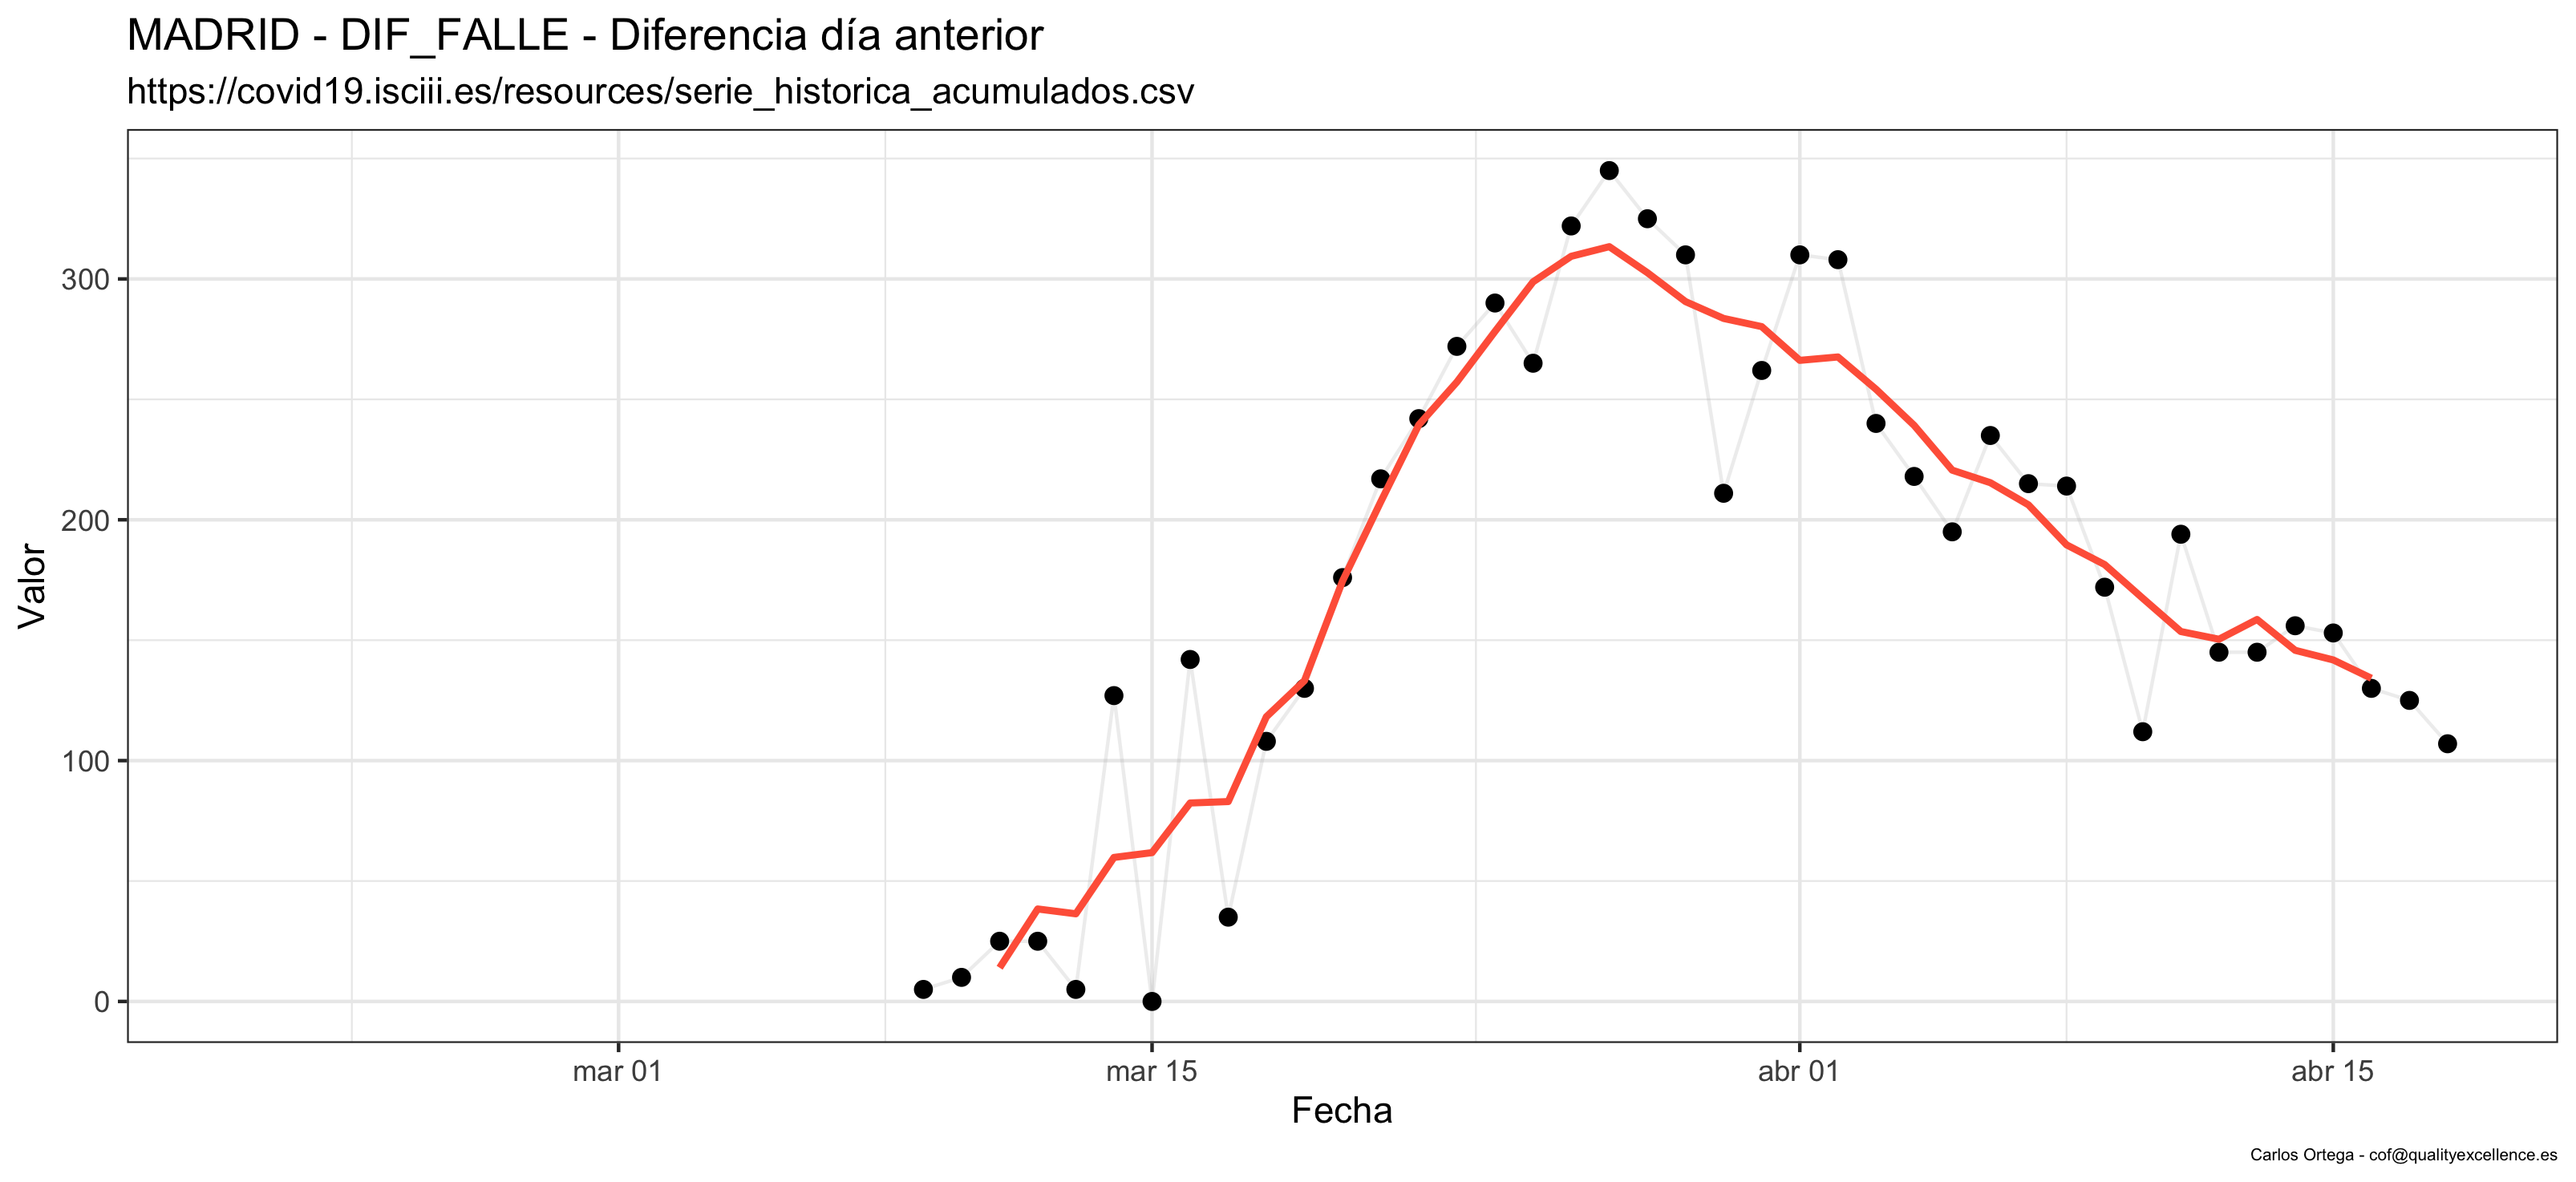 MADRID - DIF_FALLE - Diferencia día anterior
https://covid19.isciii.es/resources/serie_historica_acumulados.csv
Valor
300
200
100
0
mar 01
mar 15
abr 01
abr 15
Fecha
Carlos Ortega - cof@qualityexcellence.es